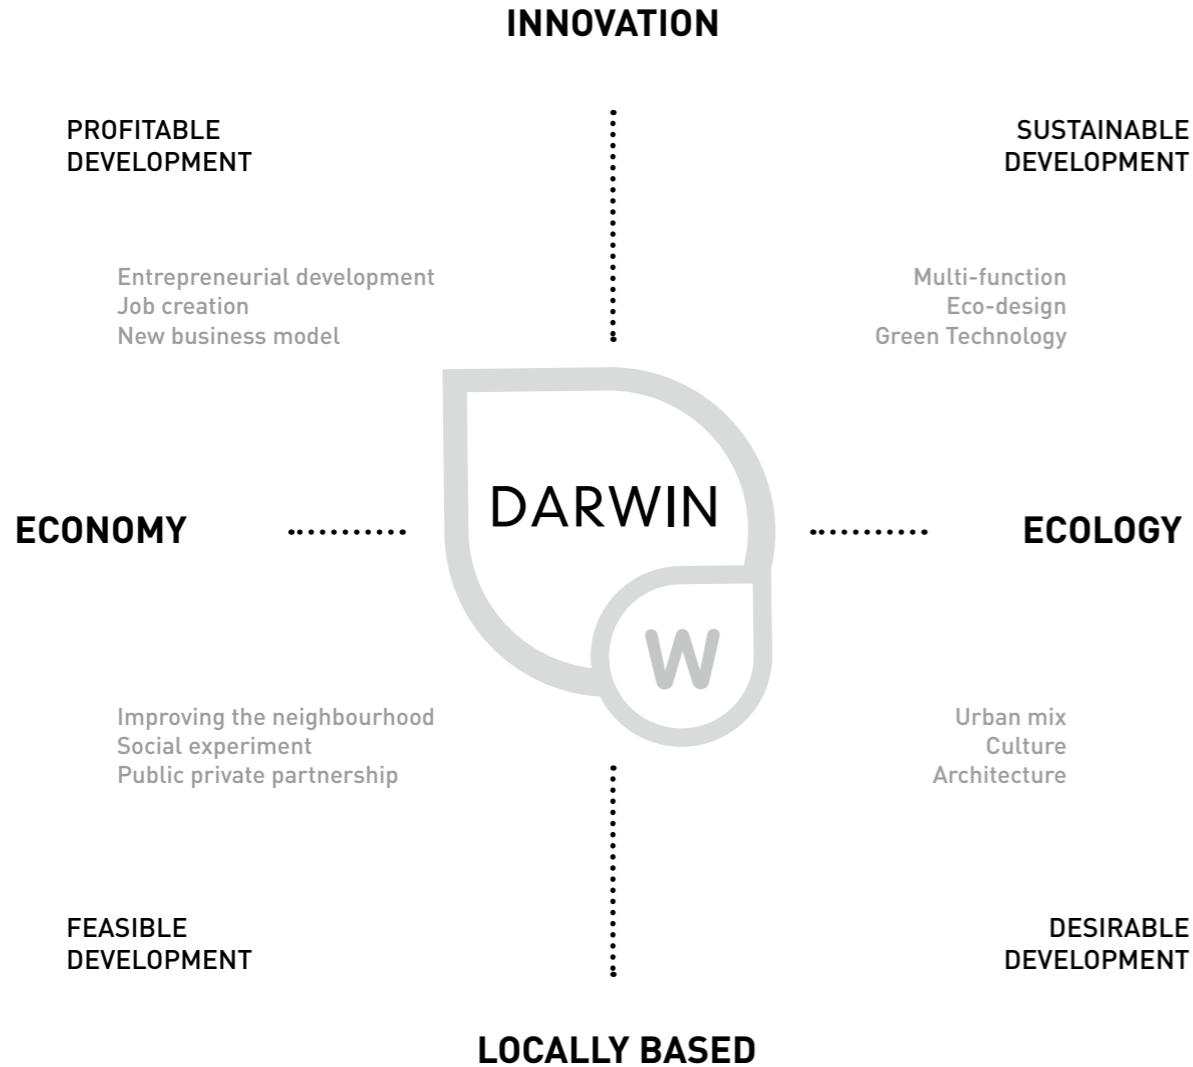 INNOVATION
PROFITABLE
DEVELOPMENT
SUSTAINABLE
DEVELOPMENT
Entrepreneurial development
Job creation
New business model
Multi-function
Eco-design
Green Technology
DARWIN
ECONOMY
ECOLOGY
W
Improving the neighbourhood
Social experiment
Public private partnership
Urban mix
Culture
Architecture
FEASIBLE
DEVELOPMENT
DESIRABLE
DEVELOPMENT
LOCALLY BASED